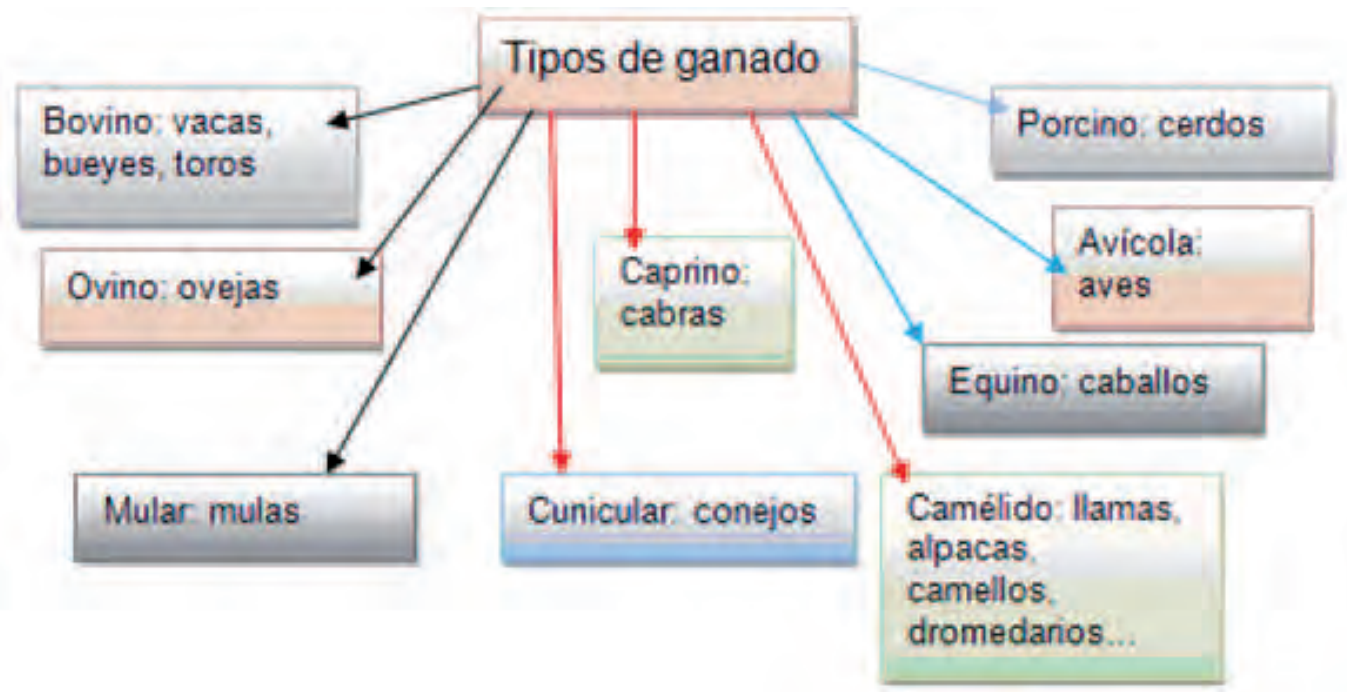 Tipos de ganado
Bovino: vacas,
bueyes, toros
Porcino: cerdos
Ovino: ovejas
Caprino:
cabras
Avícola:
aves
Equino: caballos
Mular: mulas
Cunicular: conejos
Camélido: llamas,
alpacas,
camellos,
dromedarios...